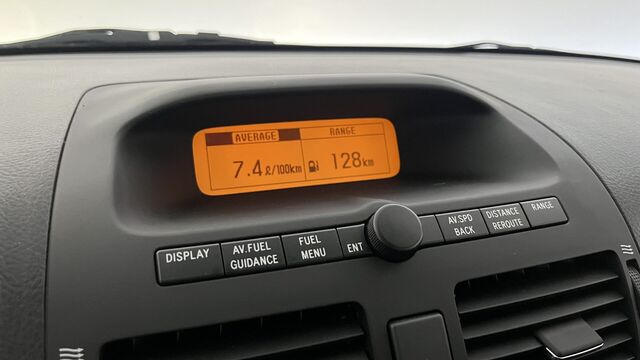 AVERAGE RANGE
7.4ℓ/100km 128km
DISPLAY
AV.FUEL
GUIDANCE
FUEL
MENU
ENT
AV.SPD
BACK
DISTANCE
REROUTE
RANGE